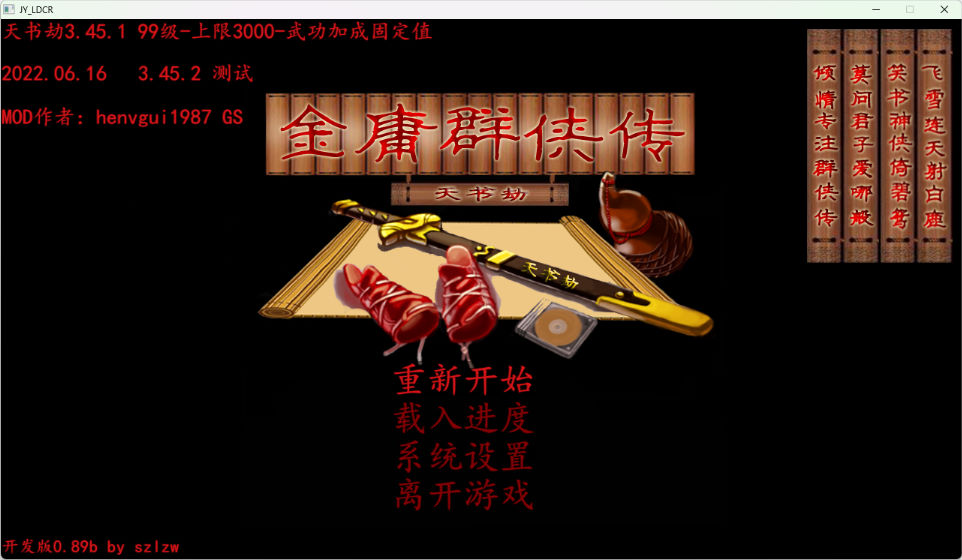 JY_LDCR
天书劫3.45.1 99级-上限3000-武功加成固定值
2022.06.16 3.45.2 测试
MOD作者：henvgui1987 GS
金庸群侠传
天书劫
飞雪连天射白鹿
笑书神侠倚碧鸳
莫问君子爱哪般
倾情专注群侠传
天书劫
重新开始
载入进度
系统设置
离开游戏
开发版0.89b by szlzw